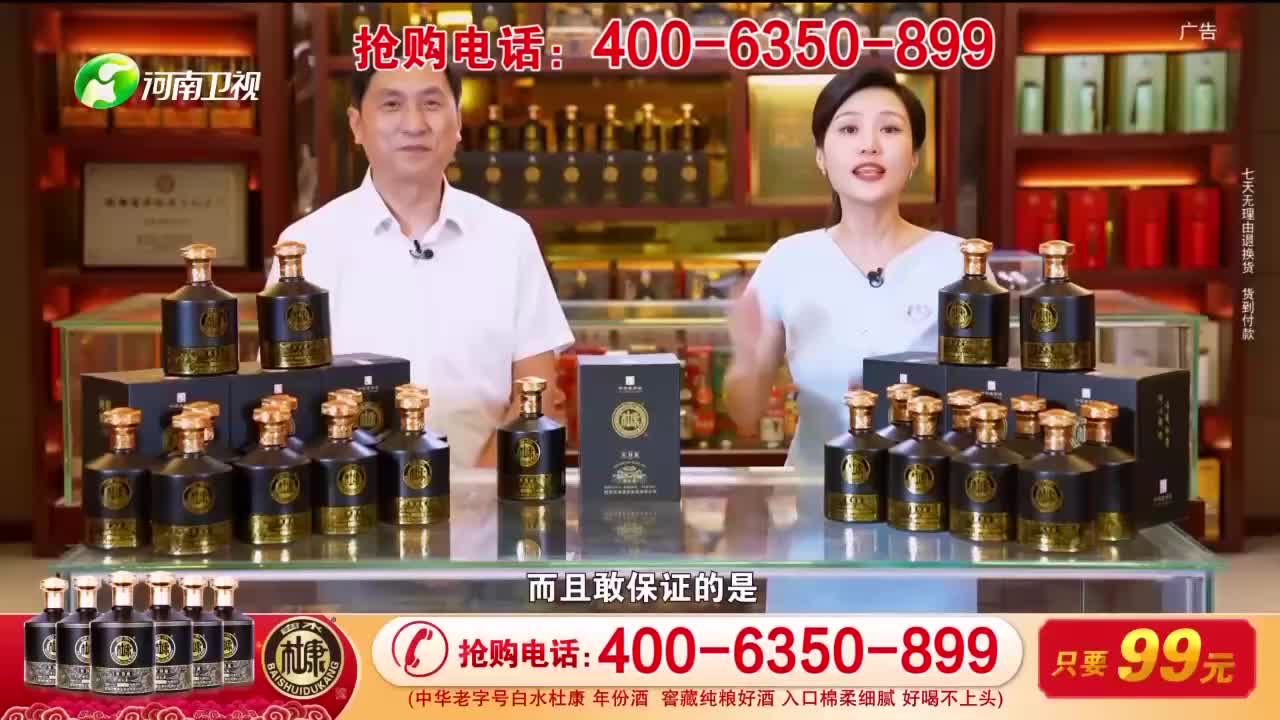 抢购电话：400-6350-899
广告
河南卫视
七天无理由退换货 货到付款
杜康
而且敢保证的是
白水
杜康
BAISHUIDUKANG
抢购电话:400-6350-899
只要99元
(中华老字号白水杜康 年份酒 窖藏纯粮好酒 入口棉柔细腻 好喝不上头)